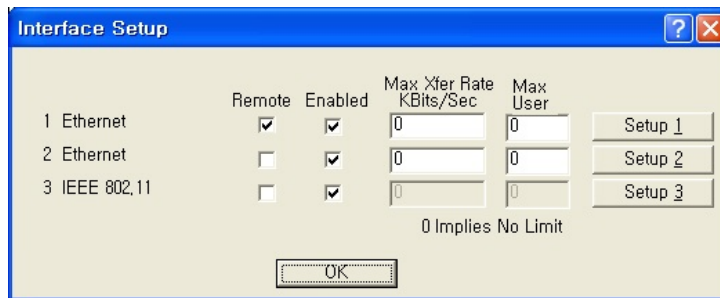 Interface Setup
Remote Enabled Max Xfer Rate KBits/Sec Max User
1 Ethernet 0 0 Setup 1
2 Ethernet 0 0 Setup 2
3 IEEE 802,11 0 0 Setup 3
0 Implies No Limit
OK